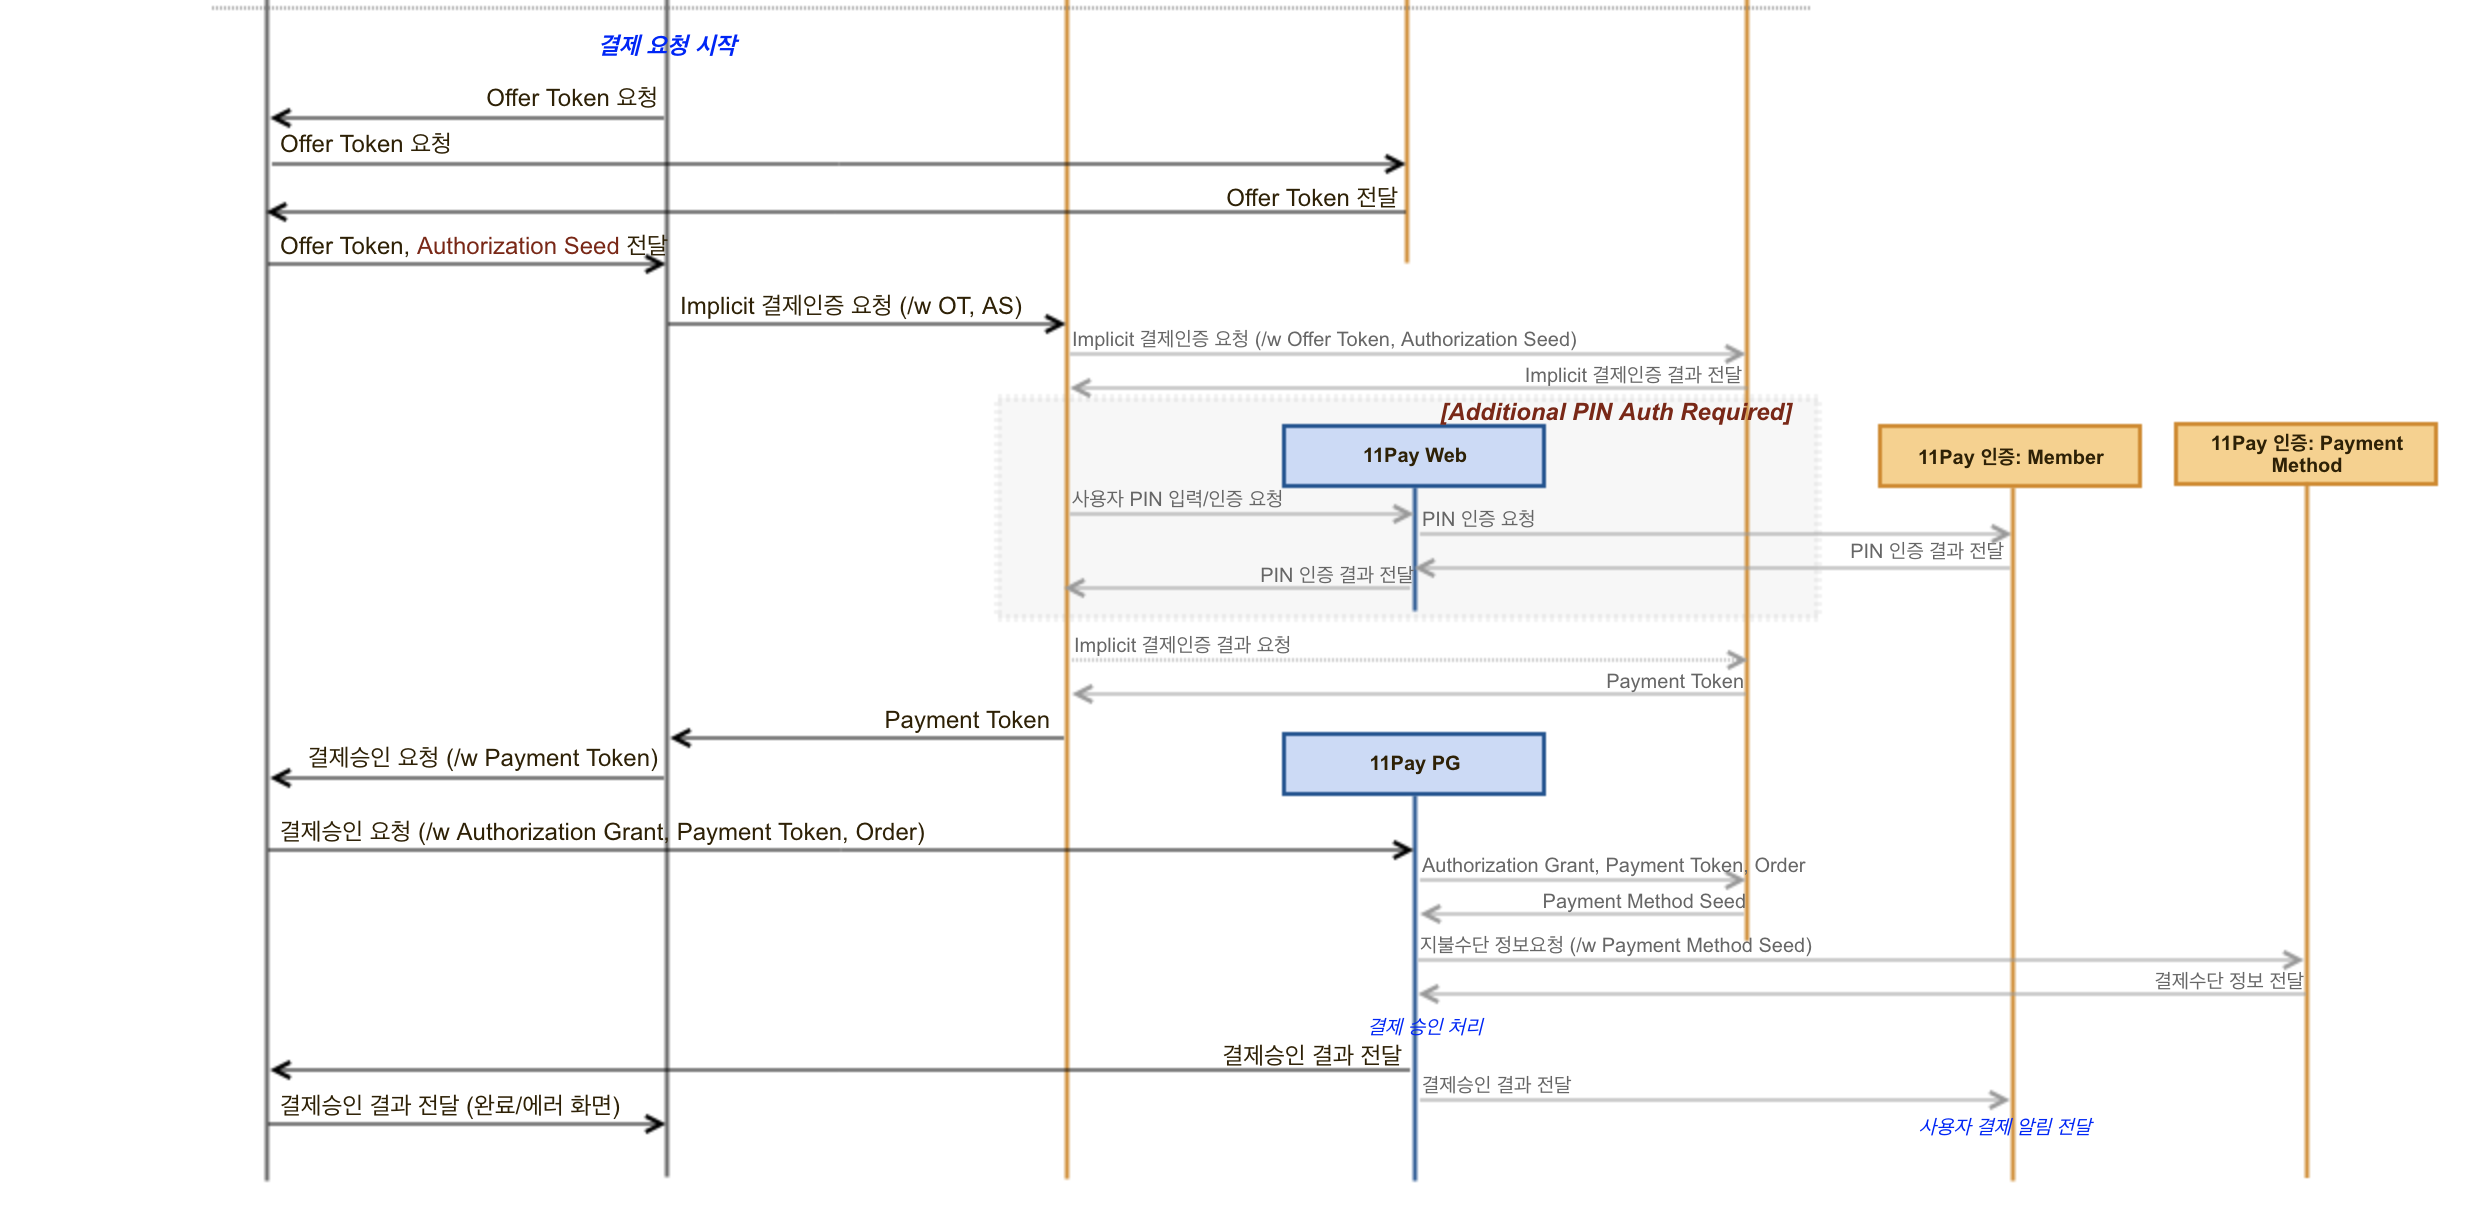 결제 요청 시작
Offer Token 요청
Offer Token 요청
Offer Token 전달
Offer Token, Authorization Seed 전달
Implicit 결제인증 요청 (/w OT, AS)
Implicit 결제인증 요청 (/w Offer Token, Authorization Seed)
Implicit 결제인증 결과 전달
[Additional PIN Auth Required]
11Pay Web
11Pay 인증: Member
11Pay 인증: Payment
Method
사용자 PIN 입력/인증 요청
PIN 인증 요청
PIN 인증 결과 전달
PIN 인증 결과 전달
Implicit 결제인증 결과 요청
Payment Token
Payment Token
결제승인 요청 (/w Payment Token)
11Pay PG
결제승인 요청 (/w Authorization Grant, Payment Token, Order)
Authorization Grant, Payment Token, Order
Payment Method Seed
지불수단 정보요청 (/w Payment Method Seed)
결제수단 정보 전달
결제 승인 처리
결제승인 결과 전달
결제승인 결과 전달
결제승인 결과 전달 (완료/에러 화면)
사용자 결제 알림 전달